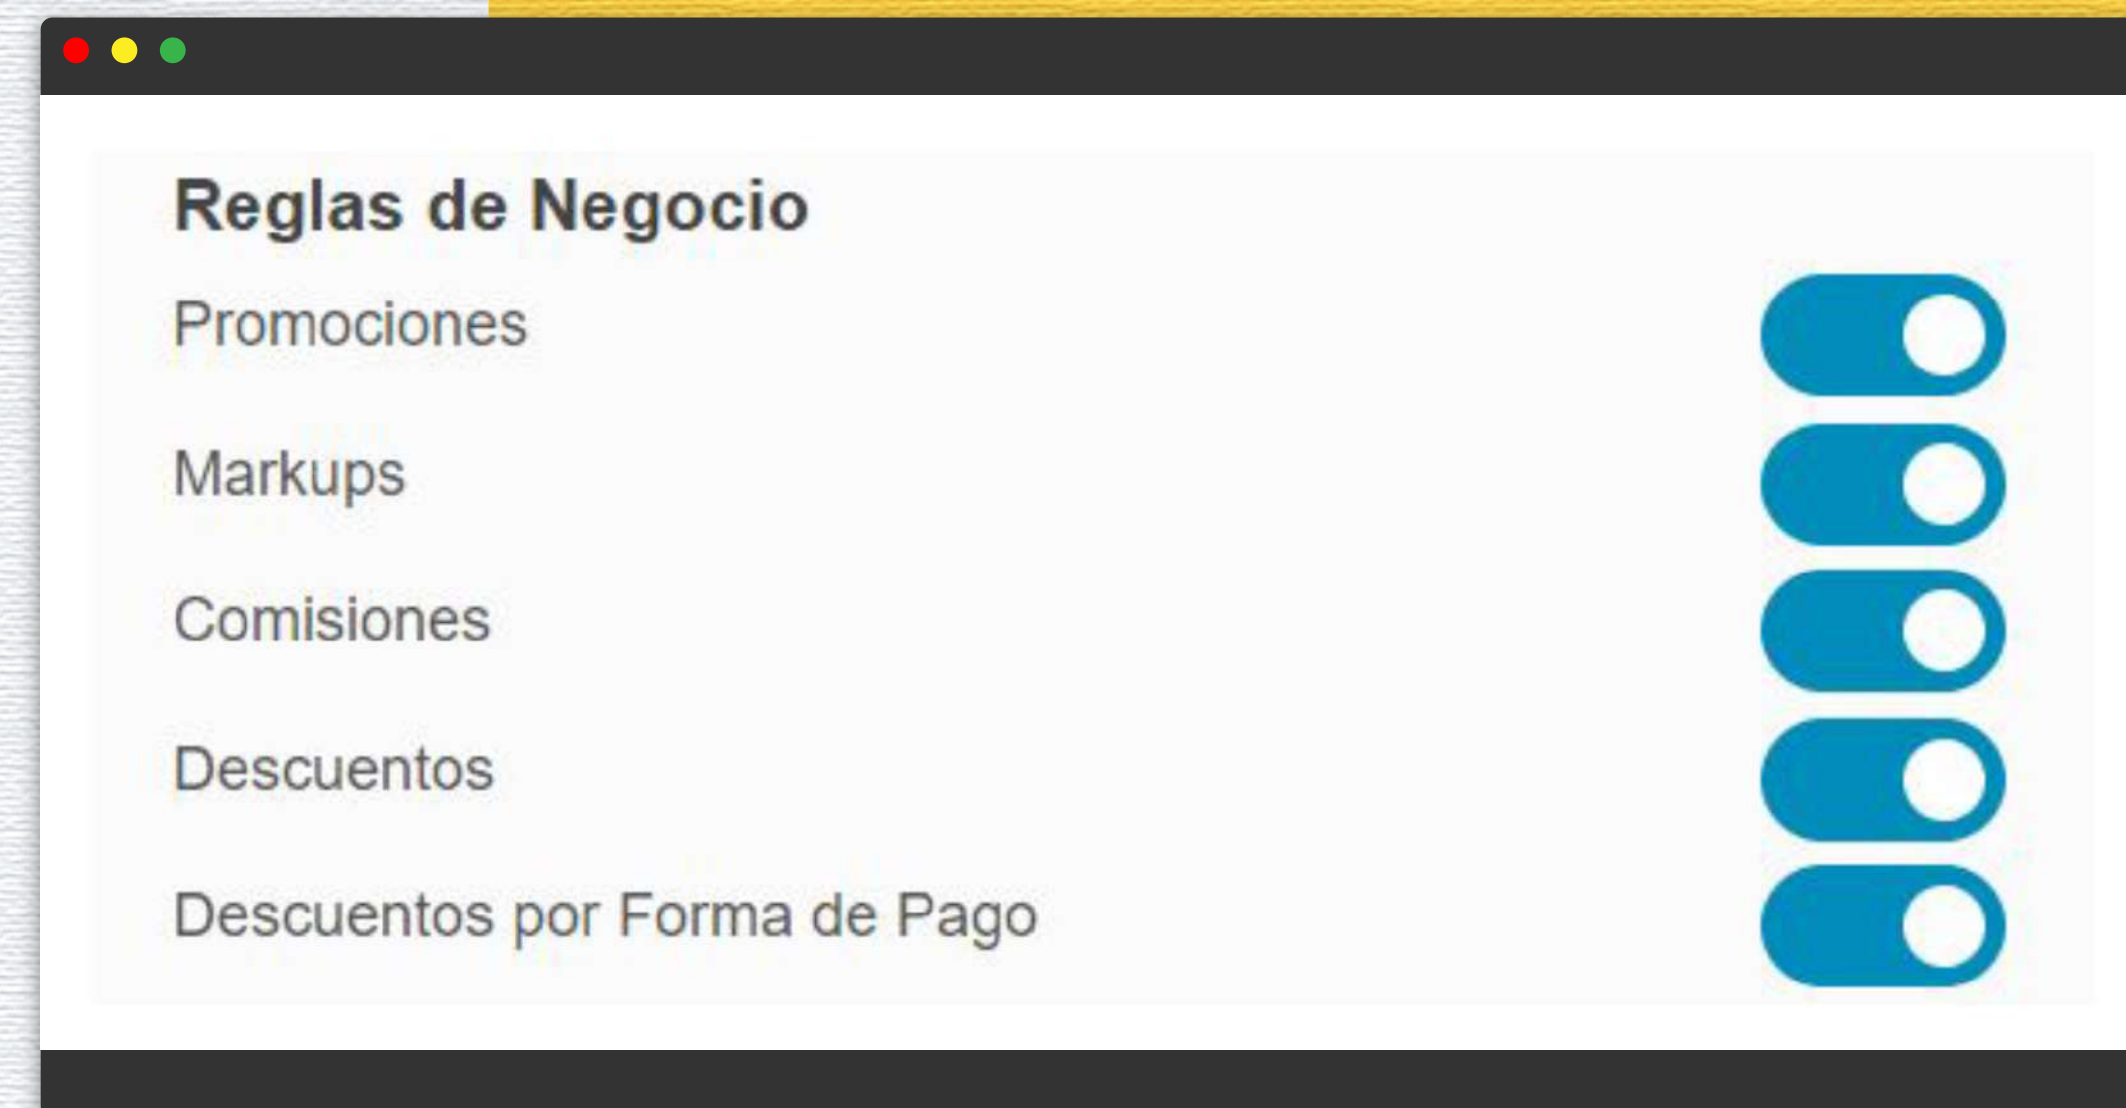 Reglas de Negocio
Promociones
Markups
Comisiones
Descuentos
Descuentos por Forma de Pago